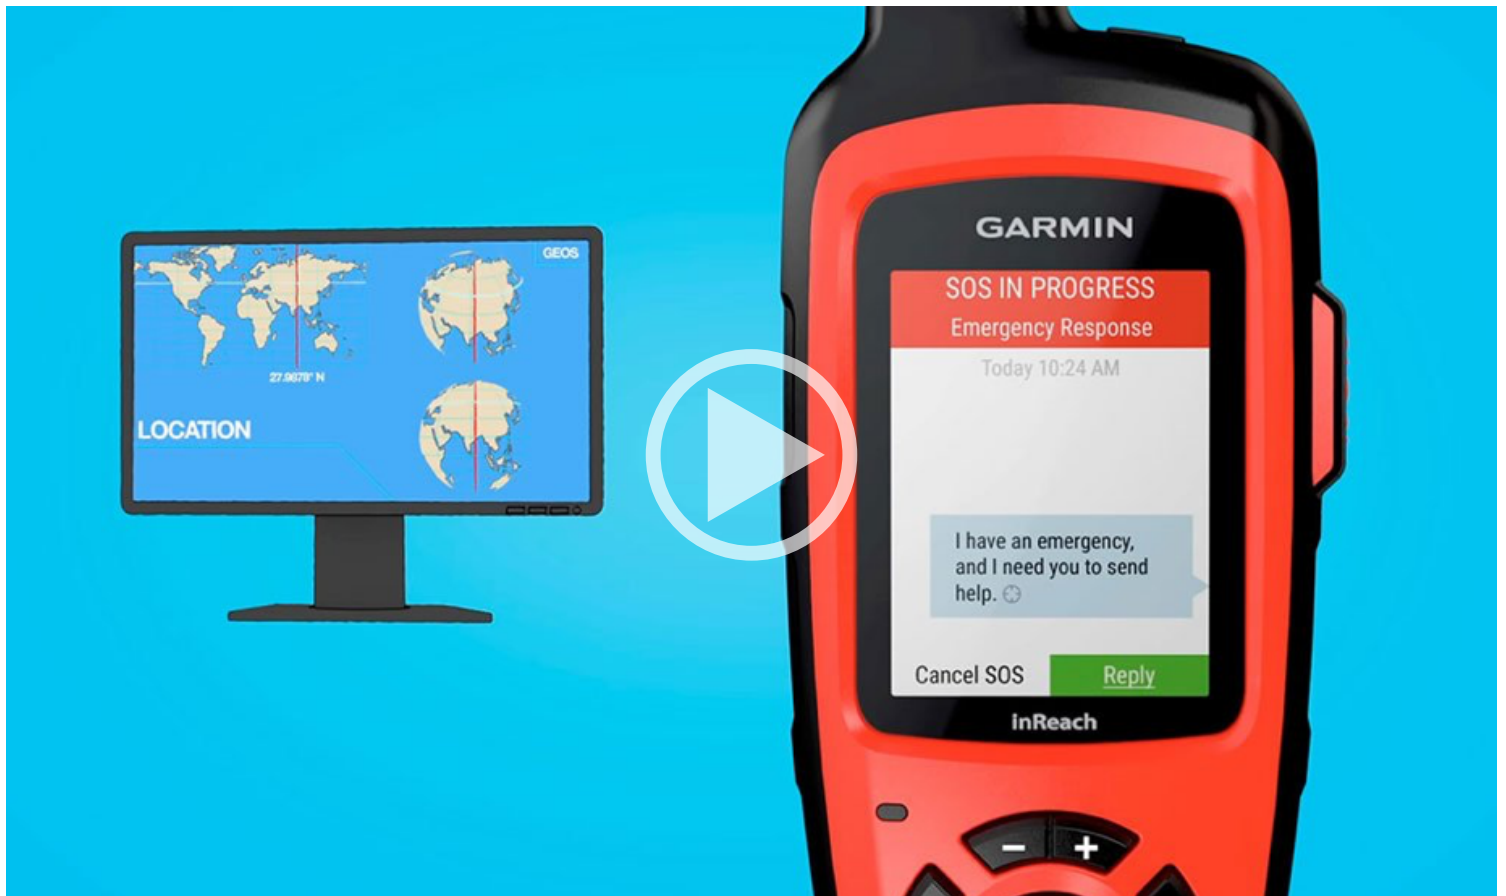 GEOS
27.9878° N
LOCATION
GARMIN
SOS IN PROGRESS
Emergency Response
Today 10:24 AM
I have an emergency,
and I need you to send
help.
Cancel SOS
Reply
inReach
- +